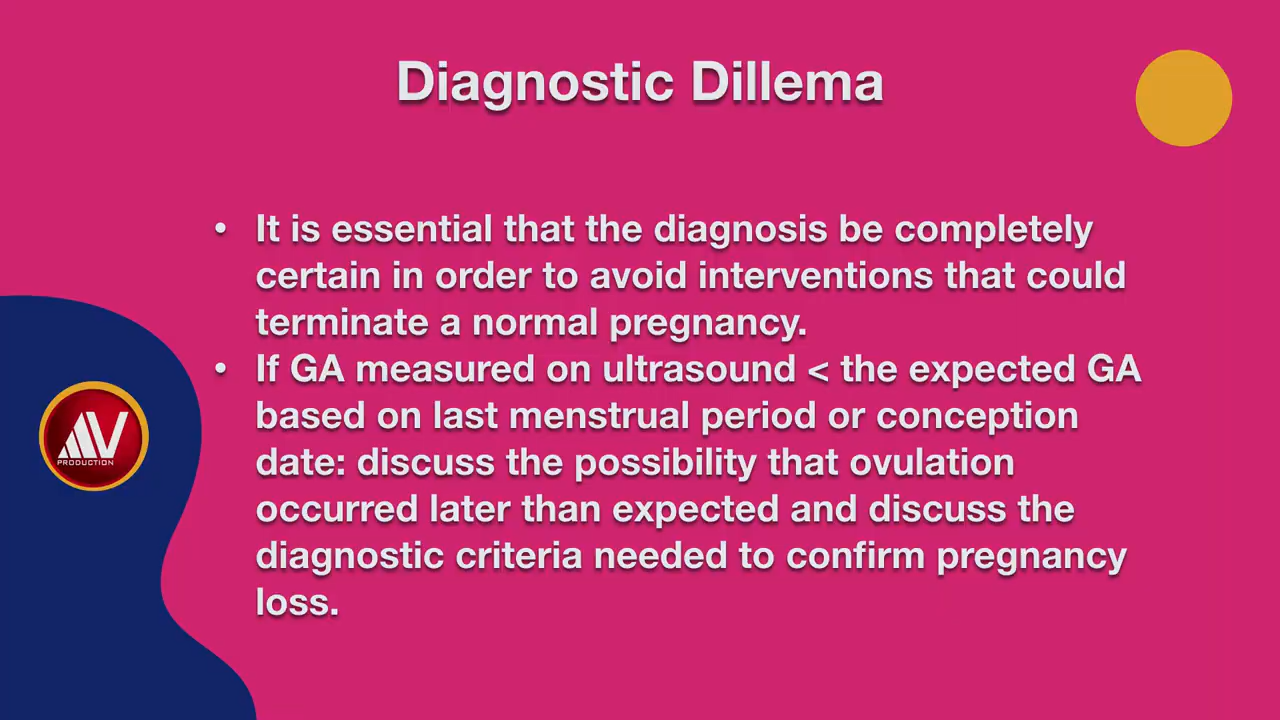 Diagnostic Dillema
• It is essential that the diagnosis be completely
certain in order to avoid interventions that could
terminate a normal pregnancy.
• If GA measured on ultrasound < the expected GA
based on last menstrual period or conception
date: discuss the possibility that ovulation
occurred later than expected and discuss the
diagnostic criteria needed to confirm pregnancy
loss.
AV
PRODUCTION